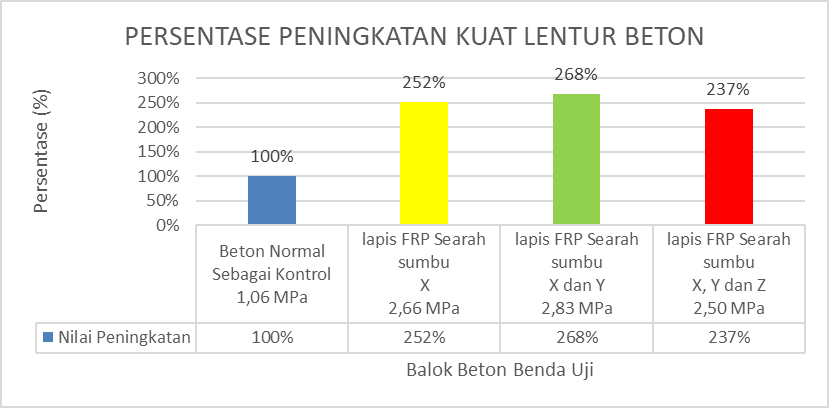 PERSENTASE PENINGKATAN KUAT LENTUR BETON
Persentase (%)
300%
250%
200%
150%
100%
50%
0%
100%
252%
268%
237%
Beton Normal
Sebagai Kontrol
1,06 MPa
lapis FRP Searah
sumbu
X
2,66 MPa
lapis FRP Searah
sumbu
X dan Y
2,83 MPa
lapis FRP Searah
sumbu
X, Y dan Z
2,50 MPa
Nilai Peningkatan 100% 252% 268% 237%
Balok Beton Benda Uji